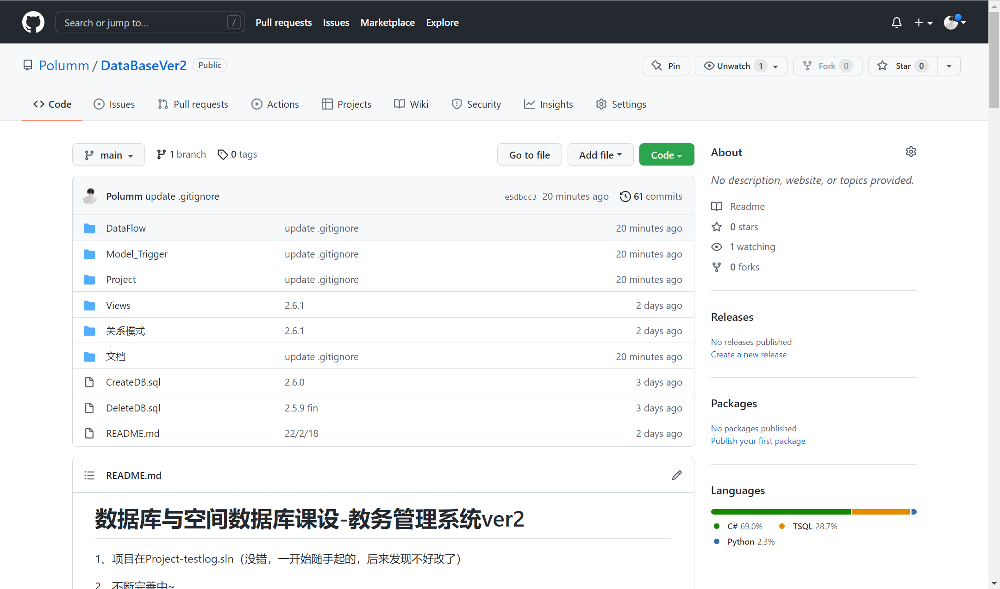 Search or jump to... / Pull requests Issues Marketplace Explore
Polumm / DataBaseVer2 Public Pin Unwatch 1 Fork 0 Star 0
Code Issues Pull requests Actions Projects Wiki Security Insights Settings
main 1 branch 0 tags Go to file Add file Code
Polumm update .gitignore e5dbcc3 20 minutes ago 61 commits
DataFlow update .gitignore 20 minutes ago
Model_Trigger update .gitignore 20 minutes ago
Project update .gitignore 20 minutes ago
Views 2.6.1 2 days ago
关系模式 2.6.1 2 days ago
文档 update .gitignore 20 minutes ago
CreateDB.sql 2.6.0 3 days ago
DeleteDB.sql 2.5.9 fin 3 days ago
README.md 22/2/18 2 days ago
README.md
数据库与空间数据库课设-教务管理系统ver2
1、项目在Project-testlog.sln（没错，一开始随手起的，后来发现不好改了）
2、不断完善中~
About
No description, website, or topics provided.
Readme
0 stars
1 watching
0 forks
Releases
No releases published
Create a new release
Packages
No packages published
Publish your first package
Languages
C# 69.0% TSQL 28.7%
Python 2.3%